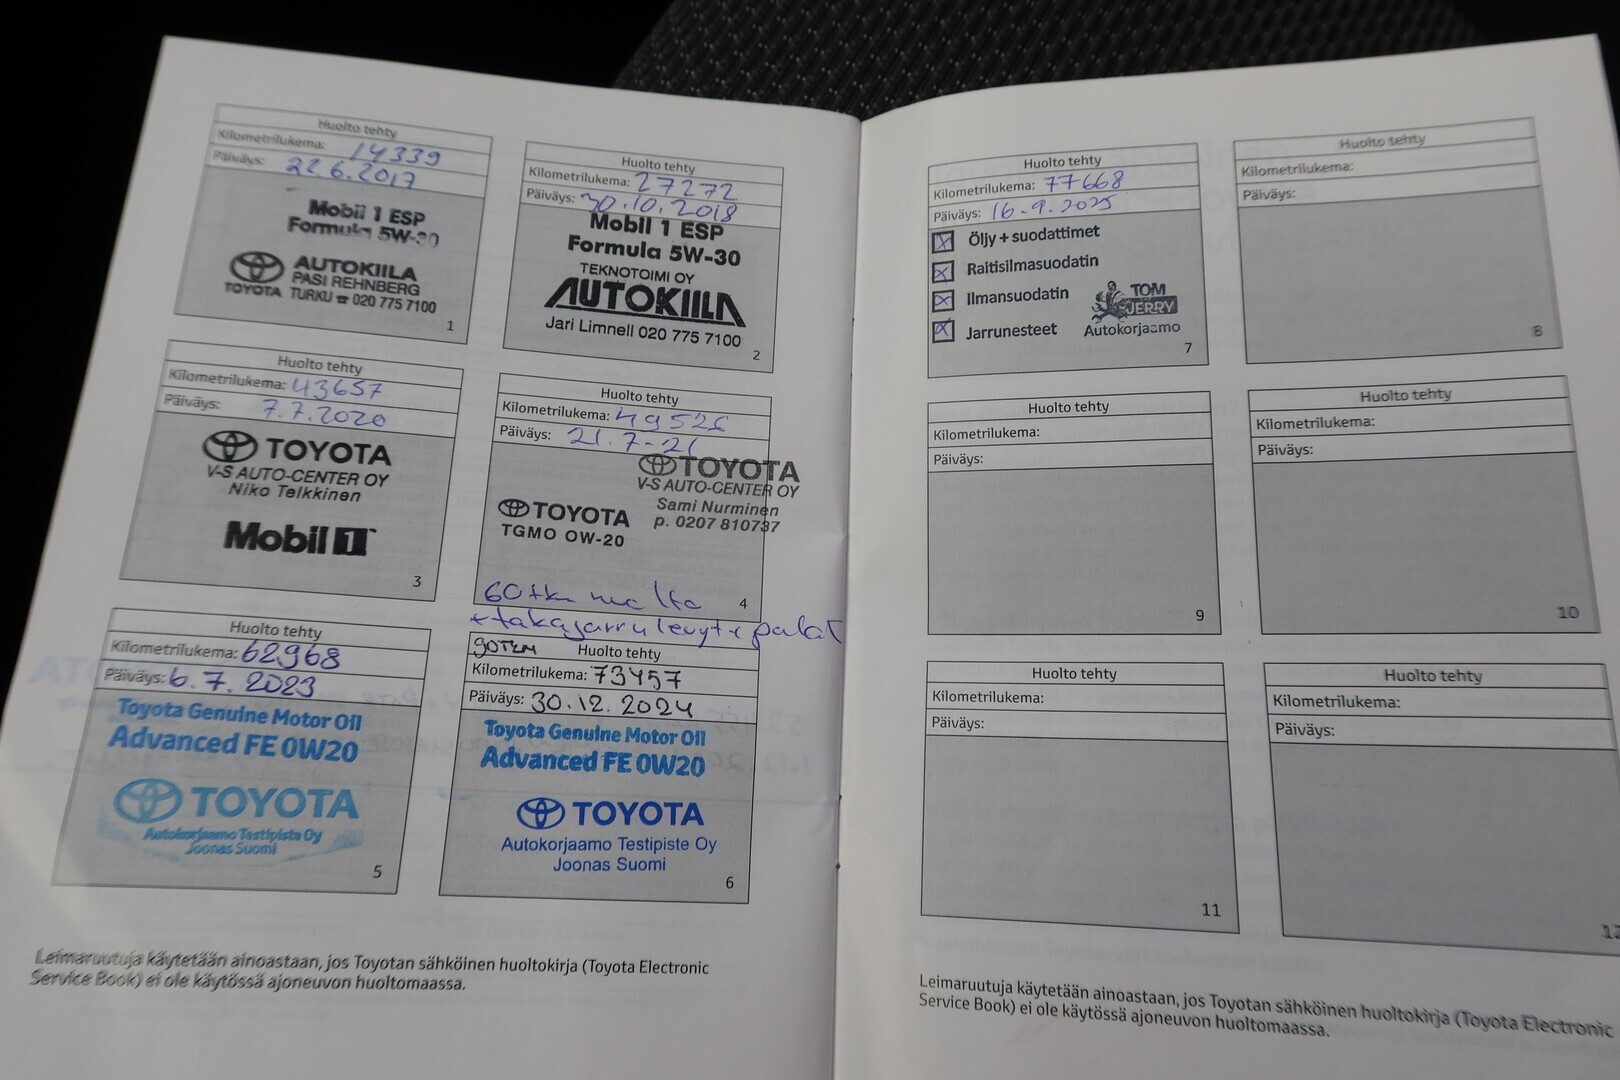 Huolto tehty
Kilometrilukema: 14339
Päiväys: 22.6.2017
Mobil 1 ESP
Formula 5W-30
AUTOKIILA
PASI REHNBERG
TOYOTA TURKU ☎ 020 775 7100
1
Huolto tehty
Kilometrilukema: 27272
Päiväys: 30.10.2018
Mobil 1 ESP
Formula 5W-30
TEKNOTOIMI OY
AUTOKIILA
Jari Limnell 020 775 7100
2
Huolto tehty
Kilometrilukema: 43657
Päiväys: 7.7.2020
TOYOTA
V-S AUTO-CENTER OY
Niko Telkkinen
Mobil 1
3
Huolto tehty
Kilometrilukema: 49526
Päiväys: 21.7-21
TOYOTA
V-S AUTO-CENTER OY
Sami Nurminen
p. 0207 810737
TOYOTA
TGMO 0W-20
60tkm
4
+takajarrulevyt+palat
Huolto tehty
Kilometrilukema: 62968
Päiväys: 6.7.2023
Toyota Genuine Motor Oil
Advanced FE 0W20
TOYOTA
Autokorjaamo Testipiste Oy
Joonas Suomi
5
90TKM Huolto tehty
Kilometrilukema: 73457
Päiväys: 30.12.2024
Toyota Genuine Motor Oil
Advanced FE 0W20
TOYOTA
Autokorjaamo Testipiste Oy
Joonas Suomi
6
Leimaruutuja käytetään ainoastaan, jos Toyotan sähköinen huoltokirja (Toyota Electronic
Service Book) ei ole käytössä ajoneuvon huoltomaassa.
Huolto tehty
Kilometrilukema: 77668
Päiväys: 16.9.2025
Öljy + suodattimet
Raitisilmasuodatin
Ilmansuodatin
Jarrunesteet
TOM
JERRY
Autokorjaamo
7
Huolto tehty
Kilometrilukema:
Päiväys:
8
Huolto tehty
Kilometrilukema:
Päiväys:
9
Huolto tehty
Kilometrilukema:
Päiväys:
10
Huolto tehty
Kilometrilukema:
Päiväys:
11
Huolto tehty
Kilometrilukema:
Päiväys:
Leimaruutuja käytetään ainoastaan, jos Toyotan sähköinen huoltokirja (Toyota Electronic
Service Book) ei ole käytössä ajoneuvon huoltomaassa.